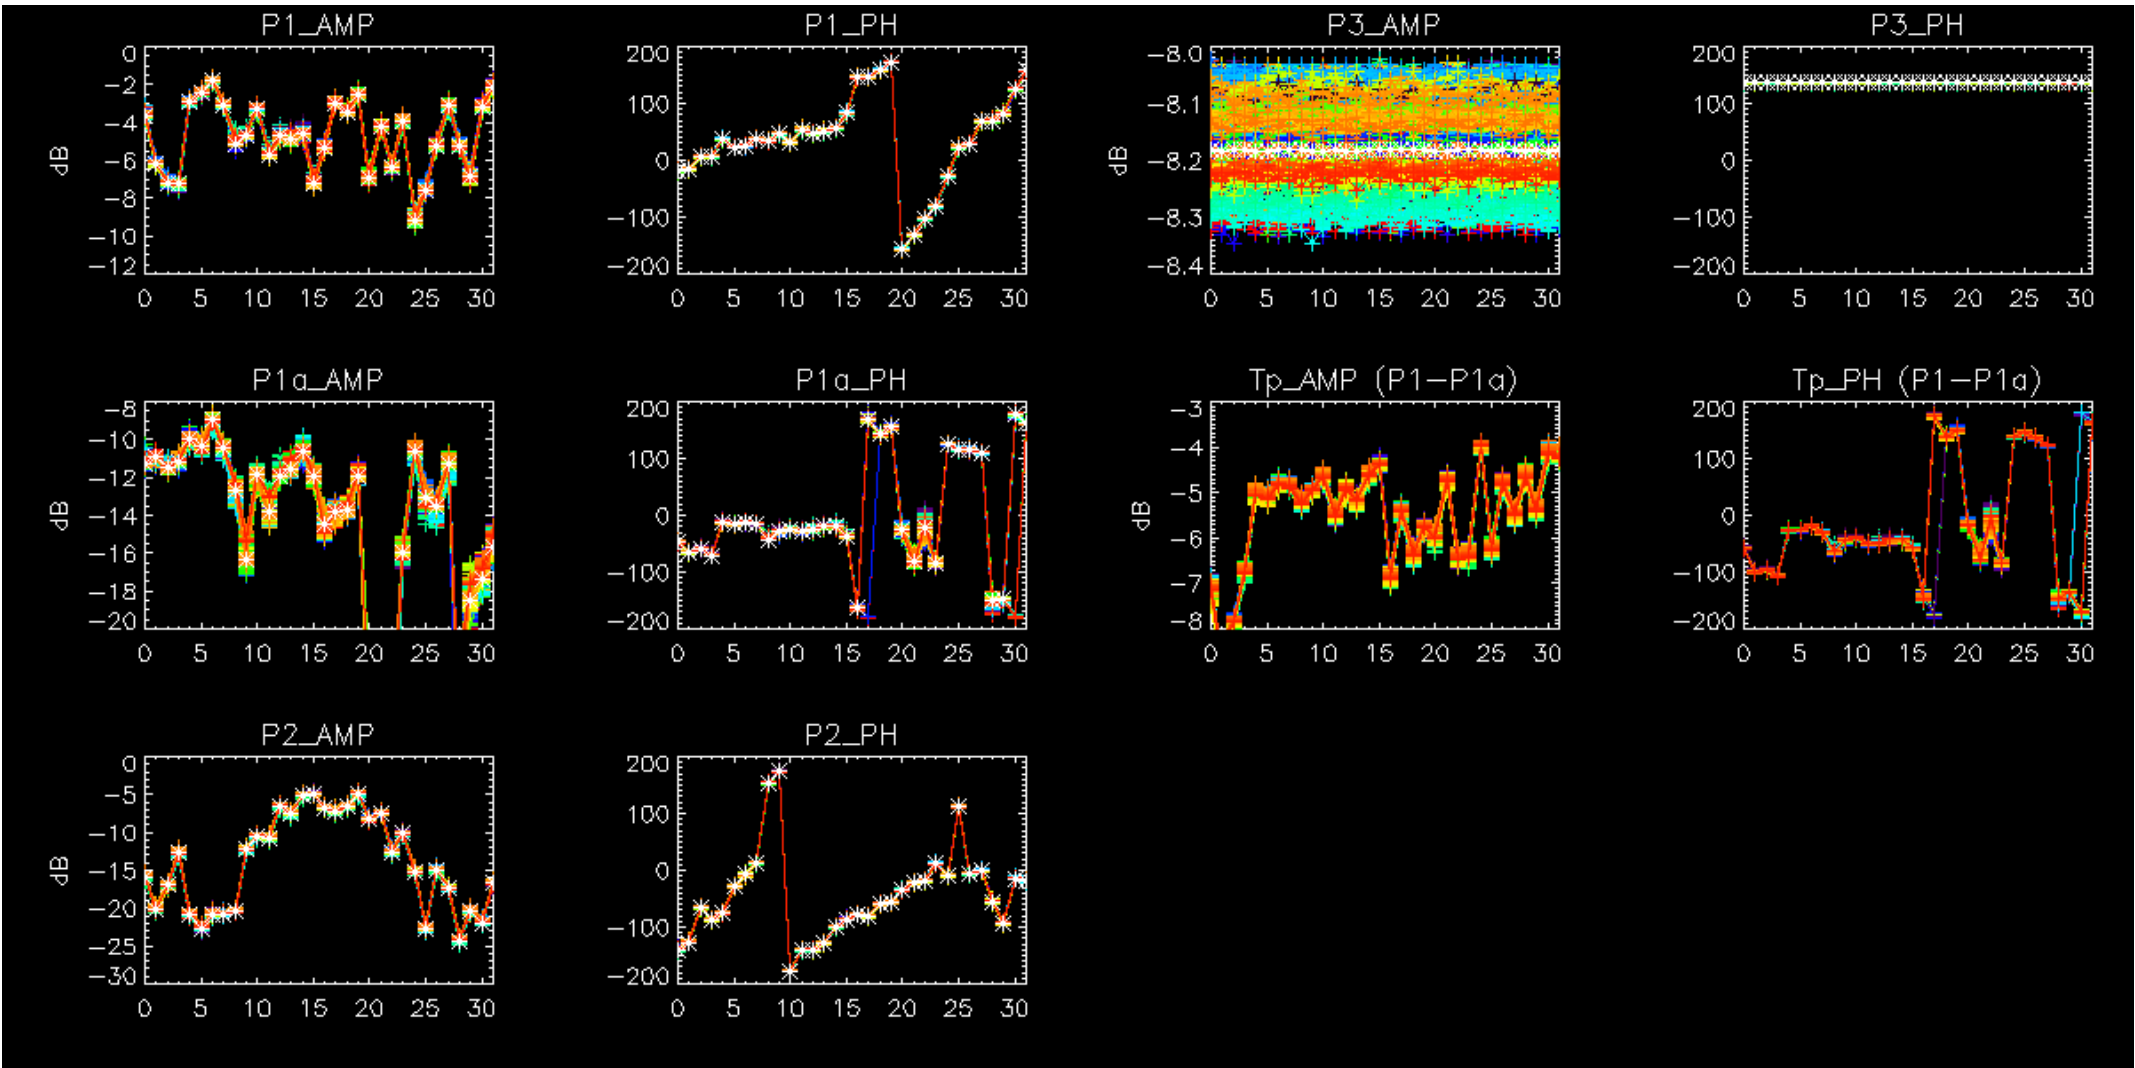 P1_AMP P1_PH P3_AMP P3_PH
0 200 -8.0 200
-2
-4 100 -8.1 100
dB -6 0 dB -8.2 0
-8
-10 -100 -8.3 -100
-12 -200 -8.4 -200
0 5 10 15 20 25 30 0 5 10 15 20 25 30 0 5 10 15 20 25 30 0 5 10 15 20 25 30
P1a_AMP P1a_PH Tp_AMP (P1-P1a) Tp_PH (P1-P1a)
-8 200 -3 200
-10 100 -4 100
-12
dB -14 0 dB -5 0
-16 -100 -6 -100
-18 -7
-20 -200 -8 -200
0 5 10 15 20 25 30 0 5 10 15 20 25 30 0 5 10 15 20 25 30 0 5 10 15 20 25 30
P2_AMP P2_PH
0 200
-5 100
-10
dB -15 0
-20 -100
-25
-30 -200
0 5 10 15 20 25 30 0 5 10 15 20 25 30